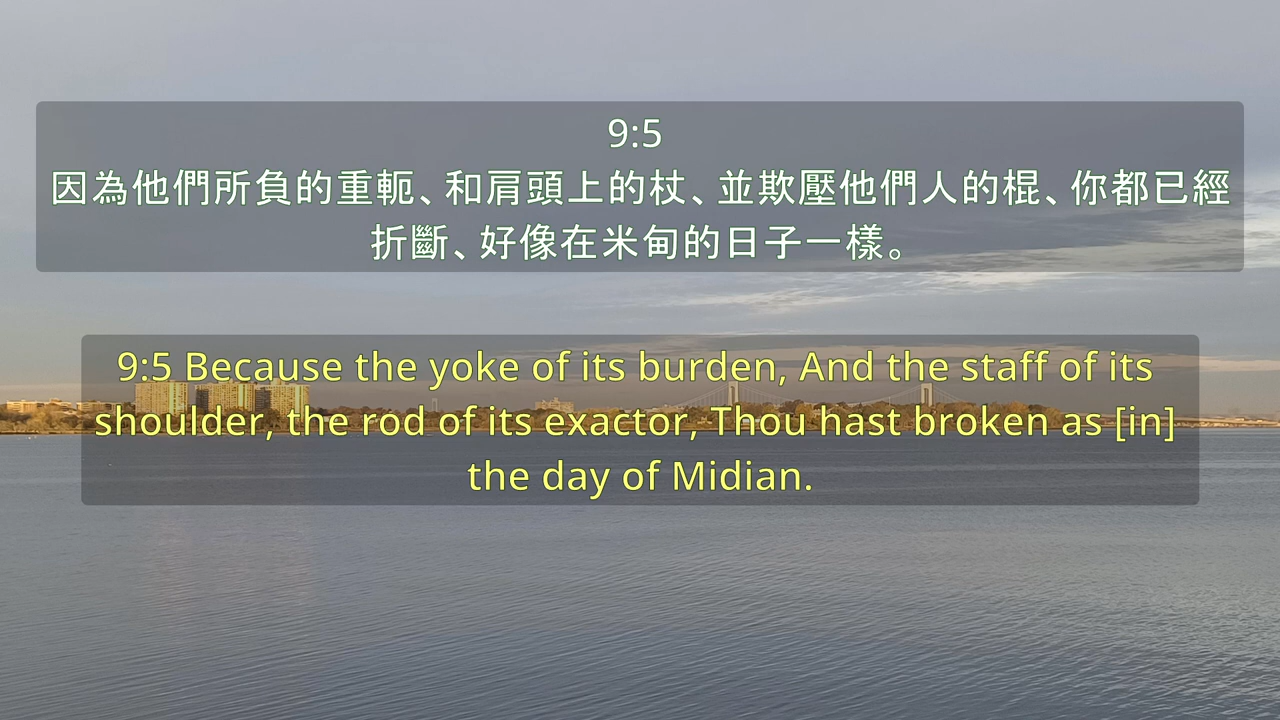 9:5
因為他們所負的重軛、和肩頭上的杖、並欺壓他們人的棍、你都已經
折斷、好像在米甸的日子一樣。
9:5 Because the yoke of its burden, And the staff of its
shoulder, the rod of its exactor, Thou hast broken as [in]
the day of Midian.